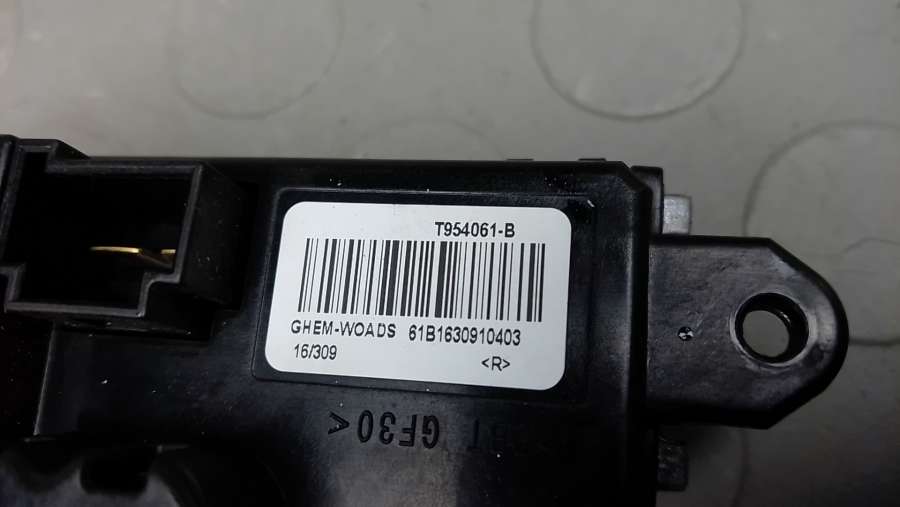 T954061-B
GHEM-WOADS 61B1630910403
16/309
<R>
GF30<